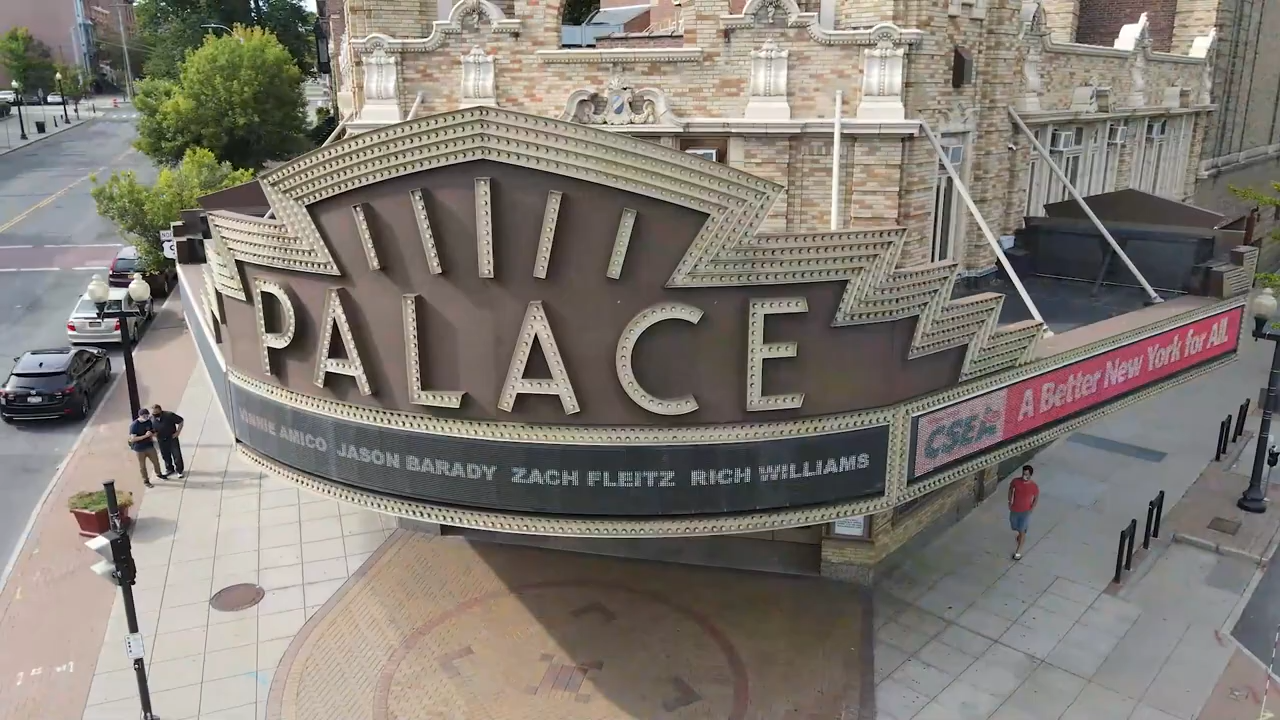 PALACE
VINNIE AMICO JASON BARADY ZACH FLEITZ RICH WILLIAMS
CSEA A Better New York for All.